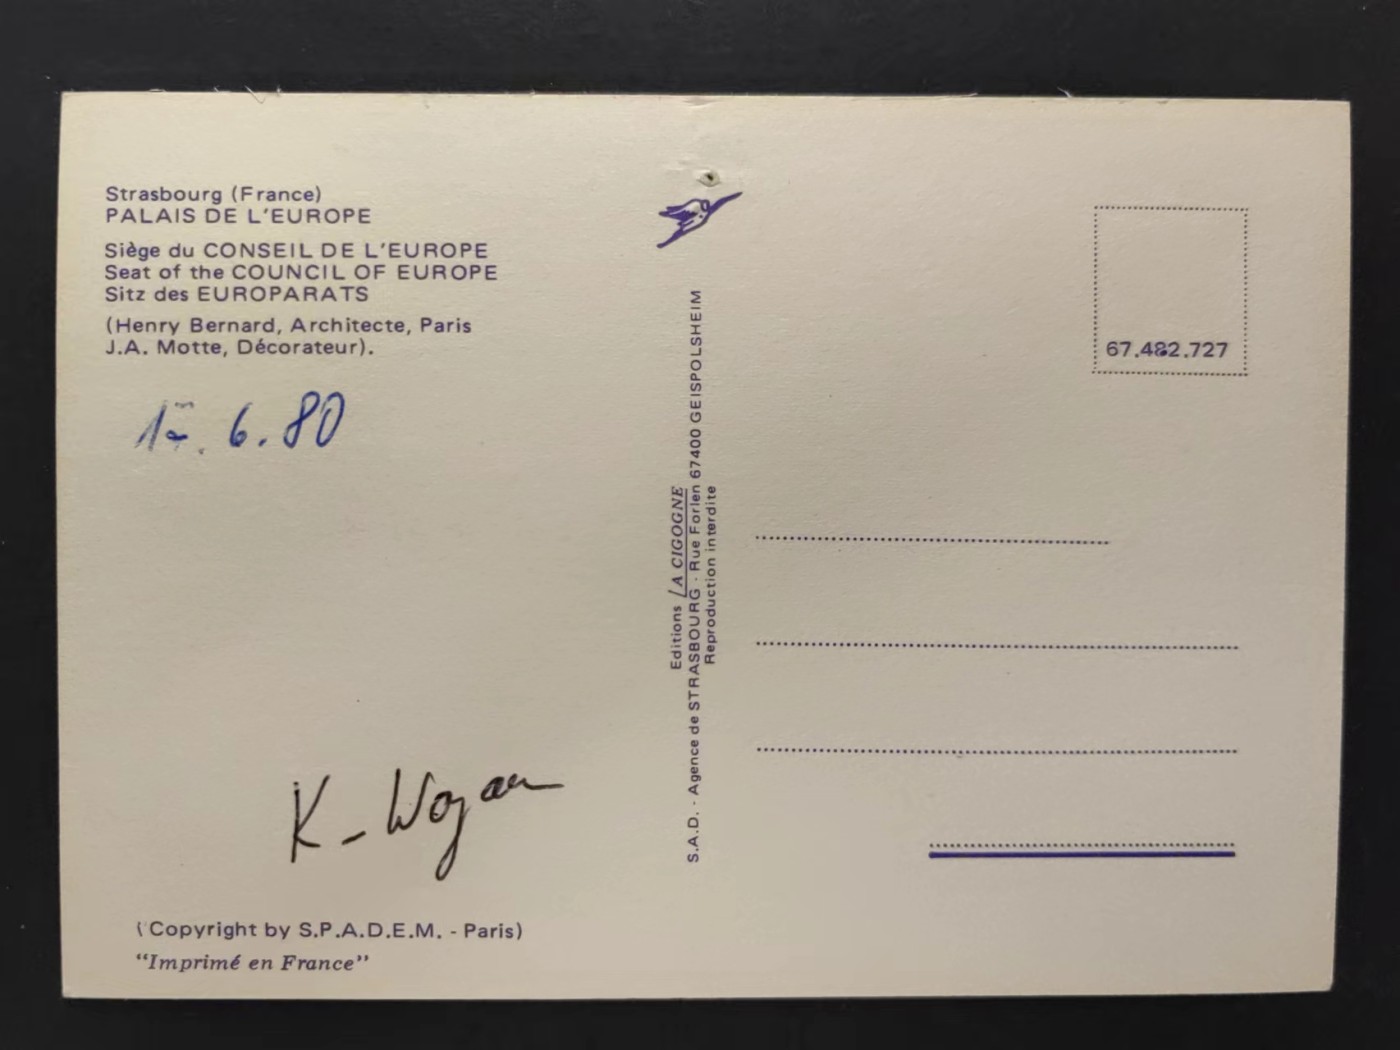 Strasbourg (France)
PALAIS DE L'EUROPE
Siège du CONSEIL DE L'EUROPE
Seat of the COUNCIL OF EUROPE
Sitz des EUROPARATS
(Henry Bernard, Architecte, Paris
J.A. Motte, Décorateur).
6.80
K-
(Copyright by S.P.A.D.E.M. - Paris)
"Imprimé en France"
Editions LA CIGOGNE
S.A.D. - Agence de STRASBOURG - Rue Forlen 67400 GEISPOLSHEIM
Reproduction interdite
67.482.727